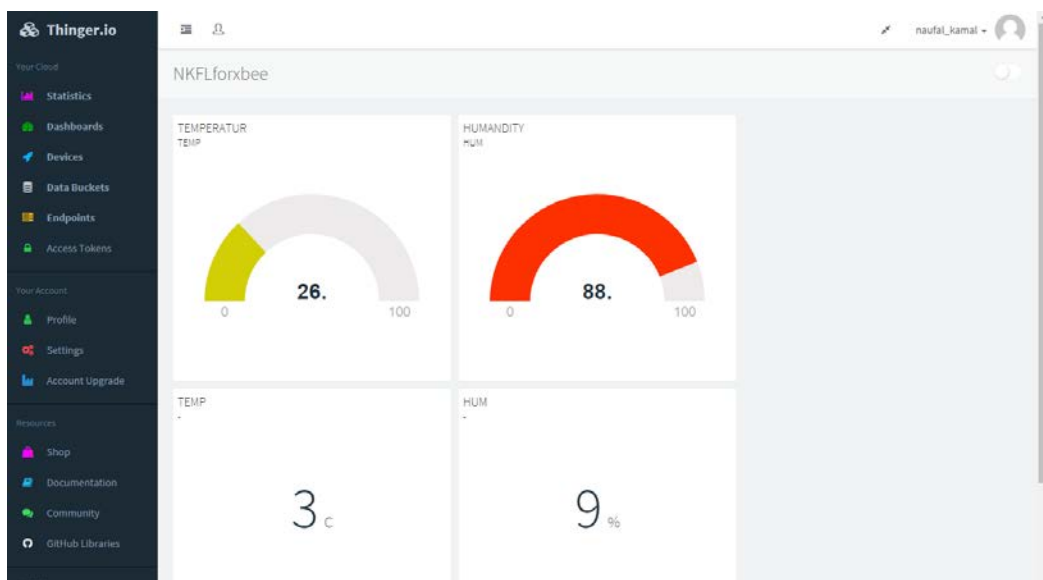 Thinger.io
naufal_kamal
Your Cloud
Statistics
Dashboards
Devices
Data Buckets
Endpoints
Access Tokens
Your Account
Profile
Settings
Account Upgrade
Resources
Shop
Documentation
Community
GitHub Libraries
NKFLforxbee
TEMPERATUR
TEMP
26.
0 100
HUMANDITY
HUM
88.
0 100
TEMP
-
3 C
HUM
-
9 %